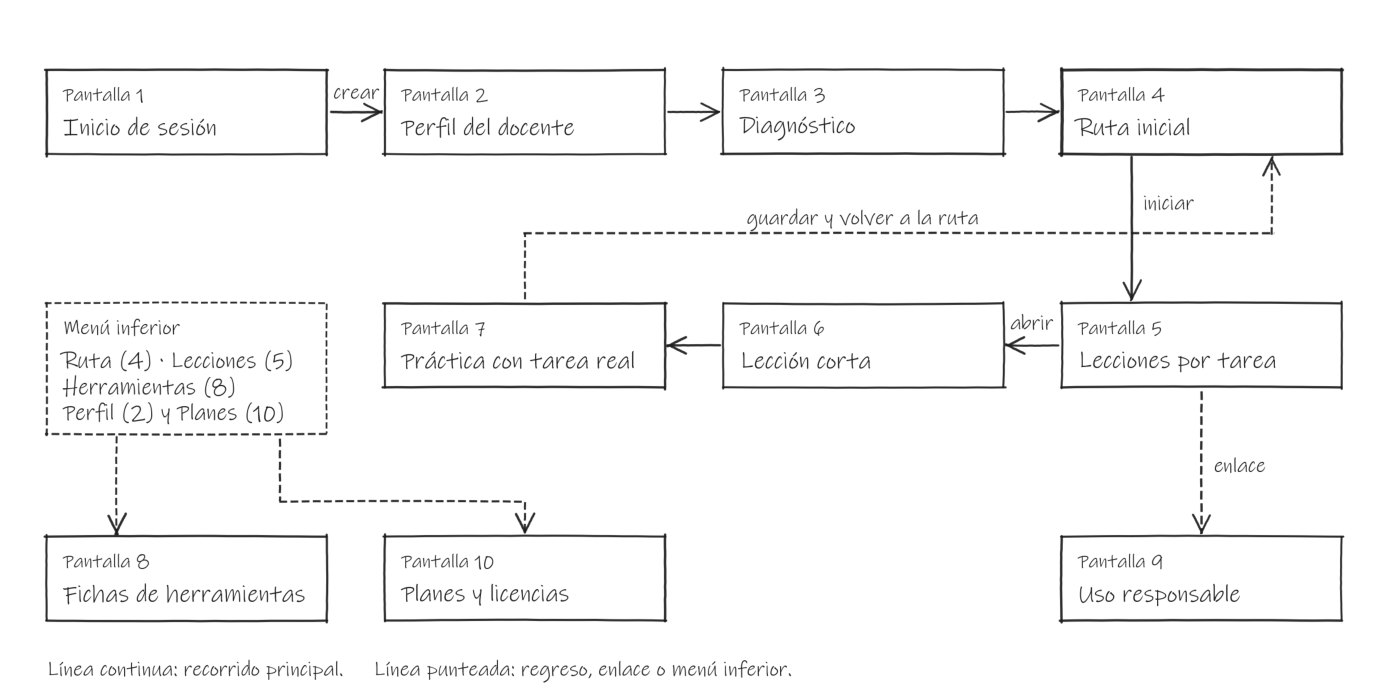 Pantalla 1
Inicio de sesión
crear
Pantalla 2
Perfil del docente
Pantalla 3
Diagnóstico
Pantalla 4
Ruta inicial
iniciar
guardar y volver a la ruta
Menú inferior
Ruta (4) · Lecciones (5)
Herramientas (8)
Perfil (2) y Planes (10)
Pantalla 7
Práctica con tarea real
Pantalla 6
Lección corta
abrir
Pantalla 5
Lecciones por tarea
enlace
Pantalla 8
Fichas de herramientas
Pantalla 10
Planes y licencias
Pantalla 9
Uso responsable
Línea continua: recorrido principal.
Línea punteada: regreso, enlace o menú inferior.